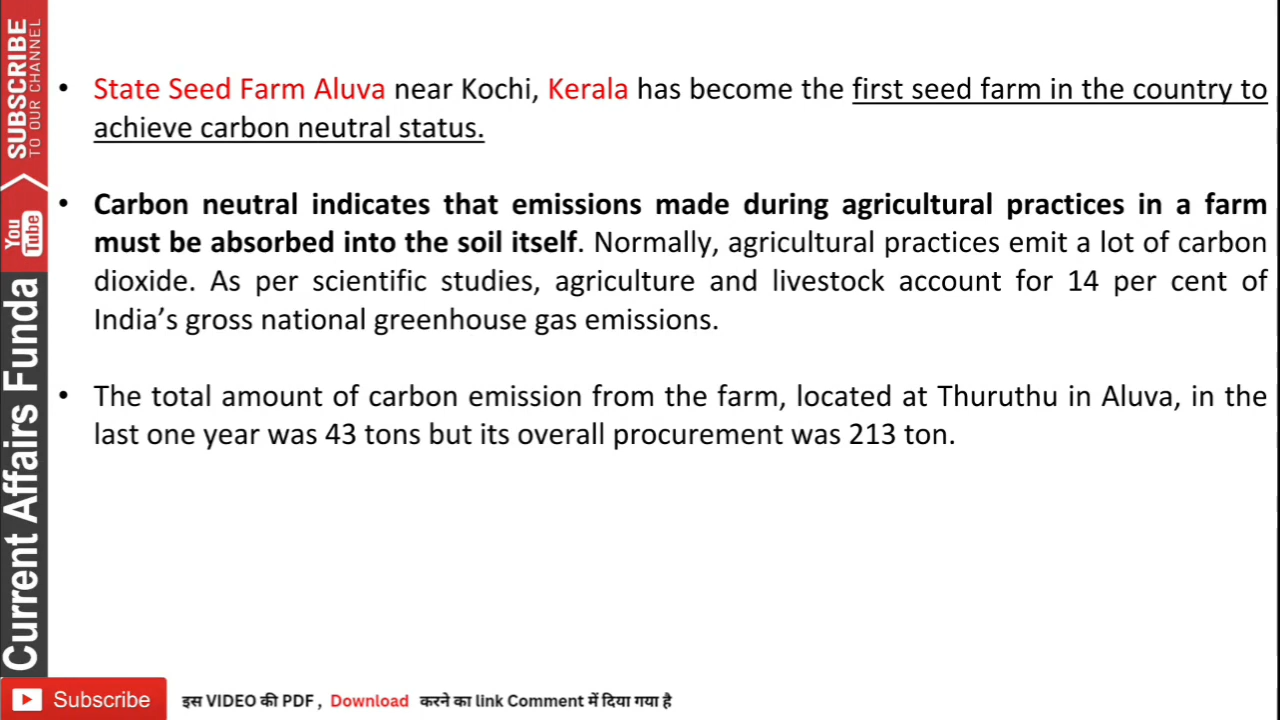 • State Seed Farm Aluva near Kochi, Kerala has become the first seed farm in the country to
achieve carbon neutral status.
• Carbon neutral indicates that emissions made during agricultural practices in a farm
must be absorbed into the soil itself. Normally, agricultural practices emit a lot of carbon
dioxide. As per scientific studies, agriculture and livestock account for 14 per cent of
India’s gross national greenhouse gas emissions.
• The total amount of carbon emission from the farm, located at Thuruthu in Aluva, in the
last one year was 43 tons but its overall procurement was 213 ton.
SUBSCRIBE
TO OUR CHANNEL
You
Tube
Current Affairs Funda
Subscribe
इस VIDEO की PDF , Download करने का link Comment में दिया गया है